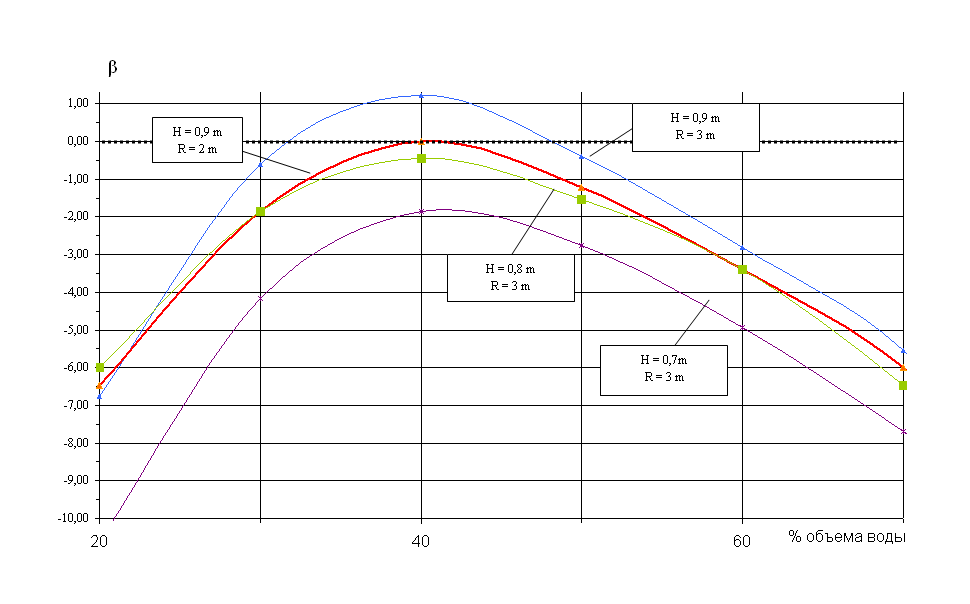 β
1,00
0,00
-1,00
-2,00
-3,00
-4,00
-5,00
-6,00
-7,00
-8,00
-9,00
-10,00
H = 0,9 m
R = 2 m
H = 0,9 m
R = 3 m
H = 0,8 m
R = 3 m
H = 0,7m
R = 3 m
20
40
60
% объема воды